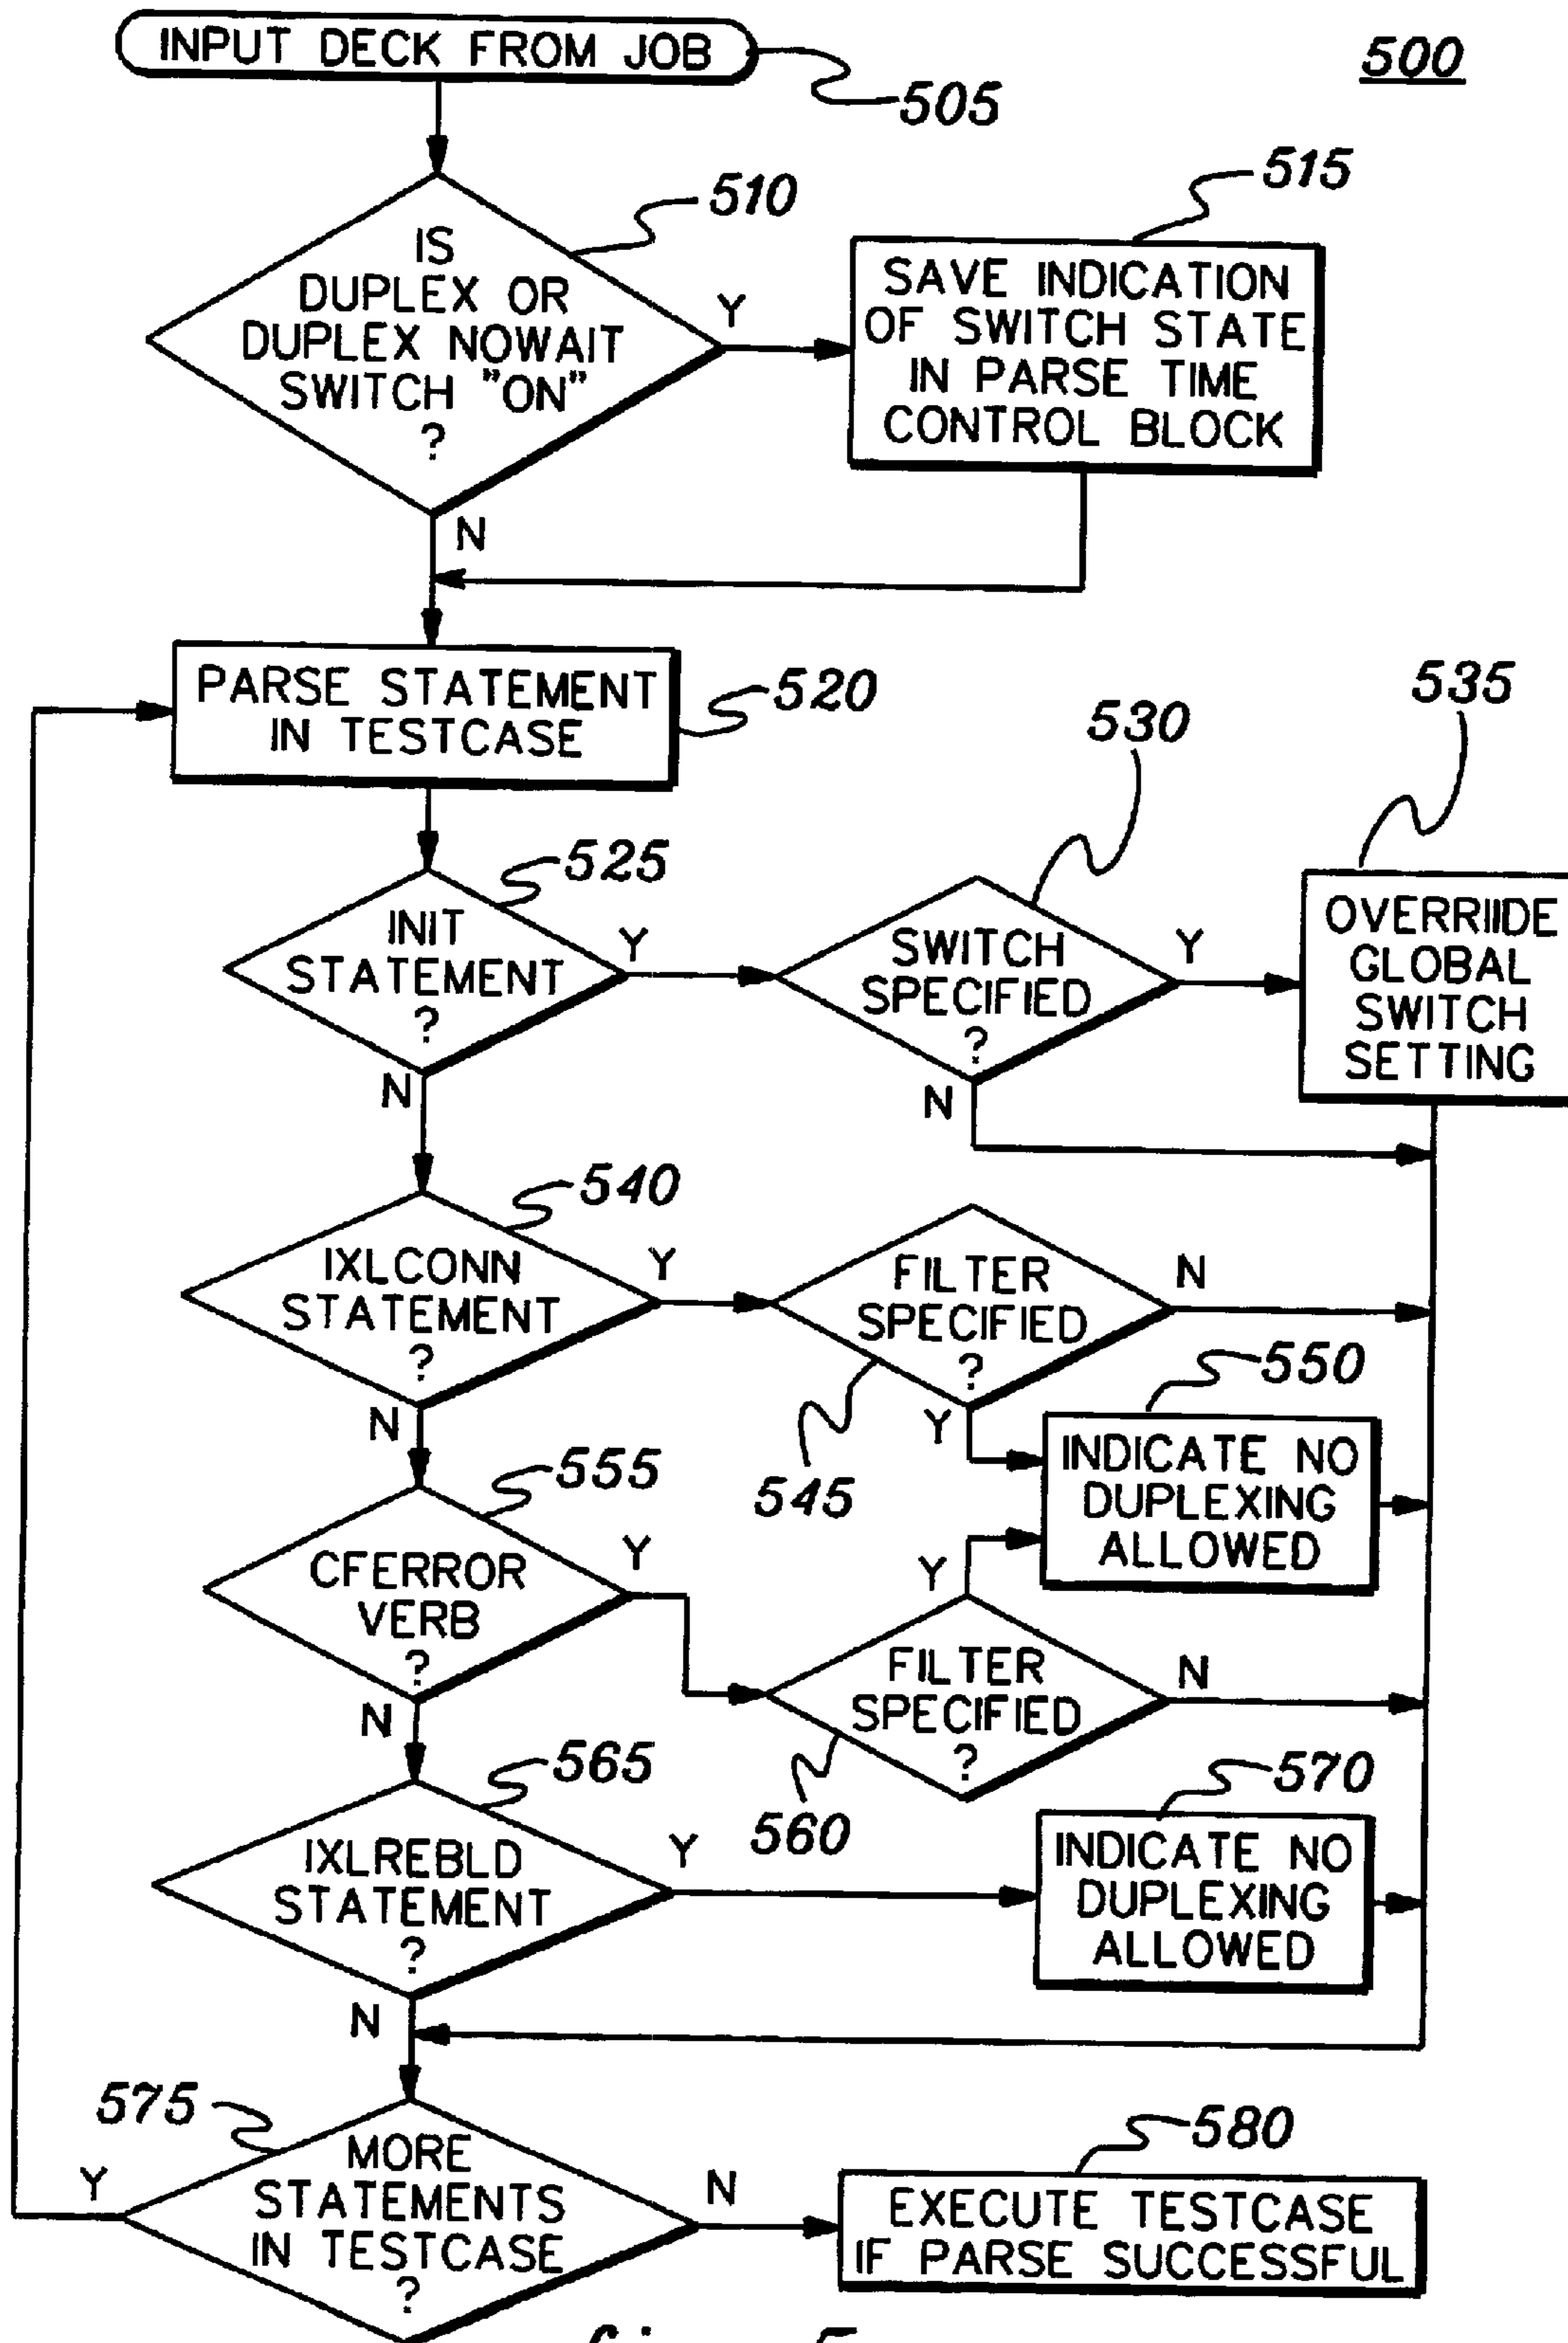 INPUT DECK FROM JOB
505
500
IS
DUPLEX OR
DUPLEX NOWAIT
SWITCH "ON"
?
510
Y
N
515
SAVE INDICATION
OF SWITCH STATE
IN PARSE TIME
CONTROL BLOCK
PARSE STATEMENT
IN TESTCASE
520
525
INIT
STATEMENT
?
Y
N
530
SWITCH
SPECIFIED
?
Y
N
535
OVERRIIDE
GLOBAL
SWITCH
SETTING
540
IXLCONN
STATEMENT
?
Y
N
FILTER
SPECIFIED
?
N
Y
545
550
INDICATE NO
DUPLEXING
ALLOWED
555
CFERROR
VERB
?
Y
N
Y
FILTER
SPECIFIED
?
N
560
565
IXLREBLD
STATEMENT
?
Y
N
570
INDICATE NO
DUPLEXING
ALLOWED
575
MORE
STATEMENTS
IN TESTCASE
?
Y
N
580
EXECUTE TESTCASE
IF PARSE SUCCESSFUL